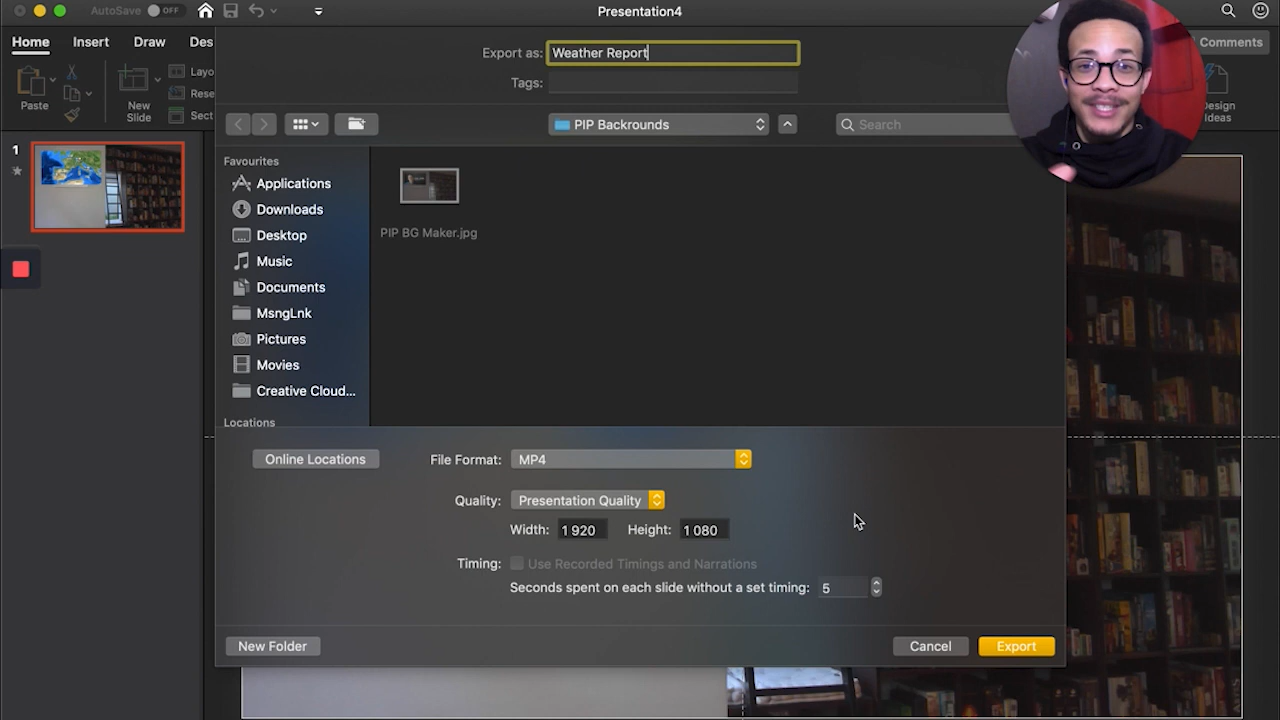 AutoSave OFF
Presentation4
Home Insert Draw Des
Comments
Paste
New
Slide
Layo
Rese
Sect
Design
Ideas
Export as: Weather Report
Tags:
PIP Backrounds
Search
1
Favourites
Applications
Downloads
Desktop
Music
Documents
MsngLnk
Pictures
Movies
Creative Cloud...
Locations
PIP BG Maker.jpg
Online Locations
File Format: MP4
Quality: Presentation Quality
Width: 1 920 Height: 1 080
Timing: Use Recorded Timings and Narrations
Seconds spent on each slide without a set timing: 5
New Folder
Cancel
Export